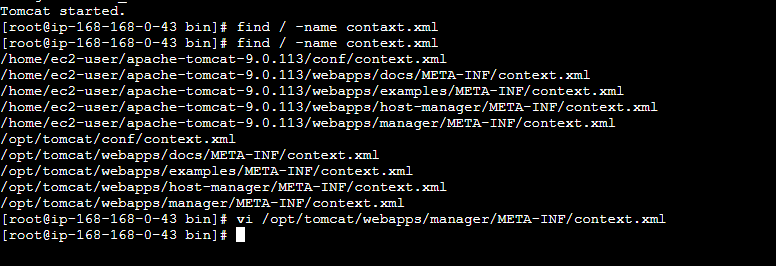 Tomcat started.
[root@ip-168-168-0-43 bin]# find / -name contaxt.xml
[root@ip-168-168-0-43 bin]# find / -name context.xml
/home/ec2-user/apache-tomcat-9.0.113/conf/context.xml
/home/ec2-user/apache-tomcat-9.0.113/webapps/docs/META-INF/context.xml
/home/ec2-user/apache-tomcat-9.0.113/webapps/examples/META-INF/context.xml
/home/ec2-user/apache-tomcat-9.0.113/webapps/host-manager/META-INF/context.xml
/home/ec2-user/apache-tomcat-9.0.113/webapps/manager/META-INF/context.xml
/opt/tomcat/conf/context.xml
/opt/tomcat/webapps/docs/META-INF/context.xml
/opt/tomcat/webapps/examples/META-INF/context.xml
/opt/tomcat/webapps/host-manager/META-INF/context.xml
/opt/tomcat/webapps/manager/META-INF/context.xml
[root@ip-168-168-0-43 bin]# vi /opt/tomcat/webapps/manager/META-INF/context.xml
[root@ip-168-168-0-43 bin]#